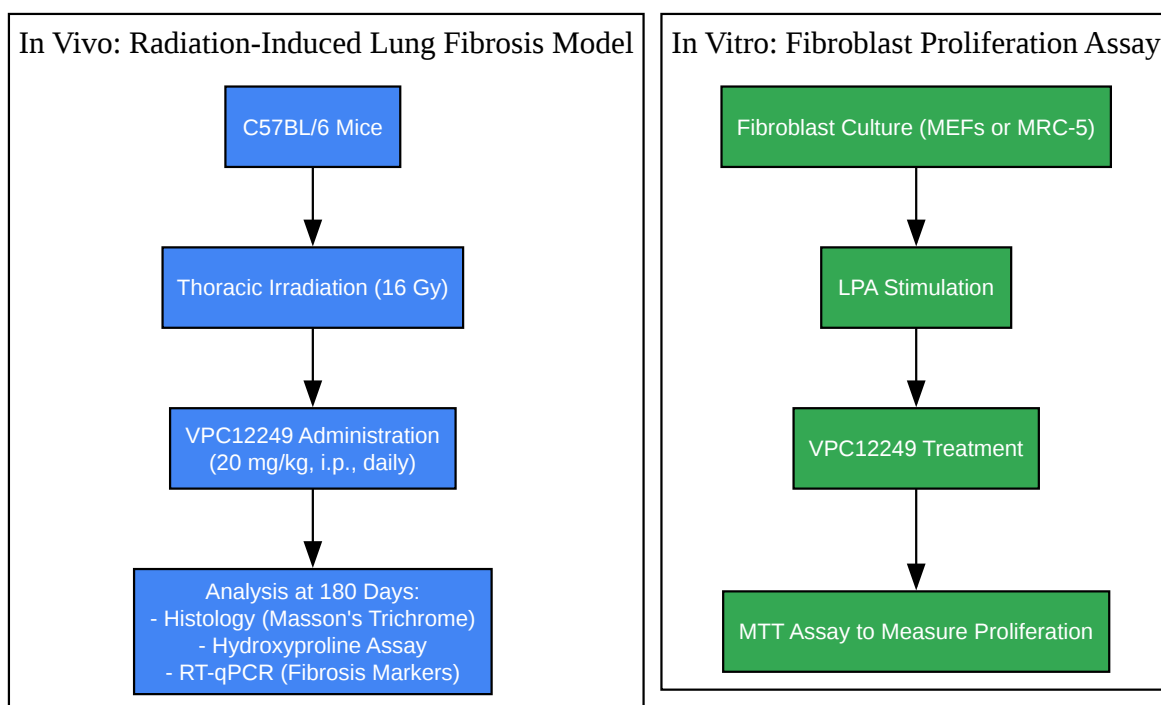 In Vivo: Radiation-Induced Lung Fibrosis Model
C57BL/6 Mice
Thoracic Irradiation (16 Gy)
VPC12249 Administration
(20 mg/kg, i.p., daily)
Analysis at 180 Days:
- Histology (Masson's Trichrome)
- Hydroxyproline Assay
- RT-qPCR (Fibrosis Markers)
In Vitro: Fibroblast Proliferation Assay
Fibroblast Culture (MEFs or MRC-5)
LPA Stimulation
VPC12249 Treatment
MTT Assay to Measure Proliferation